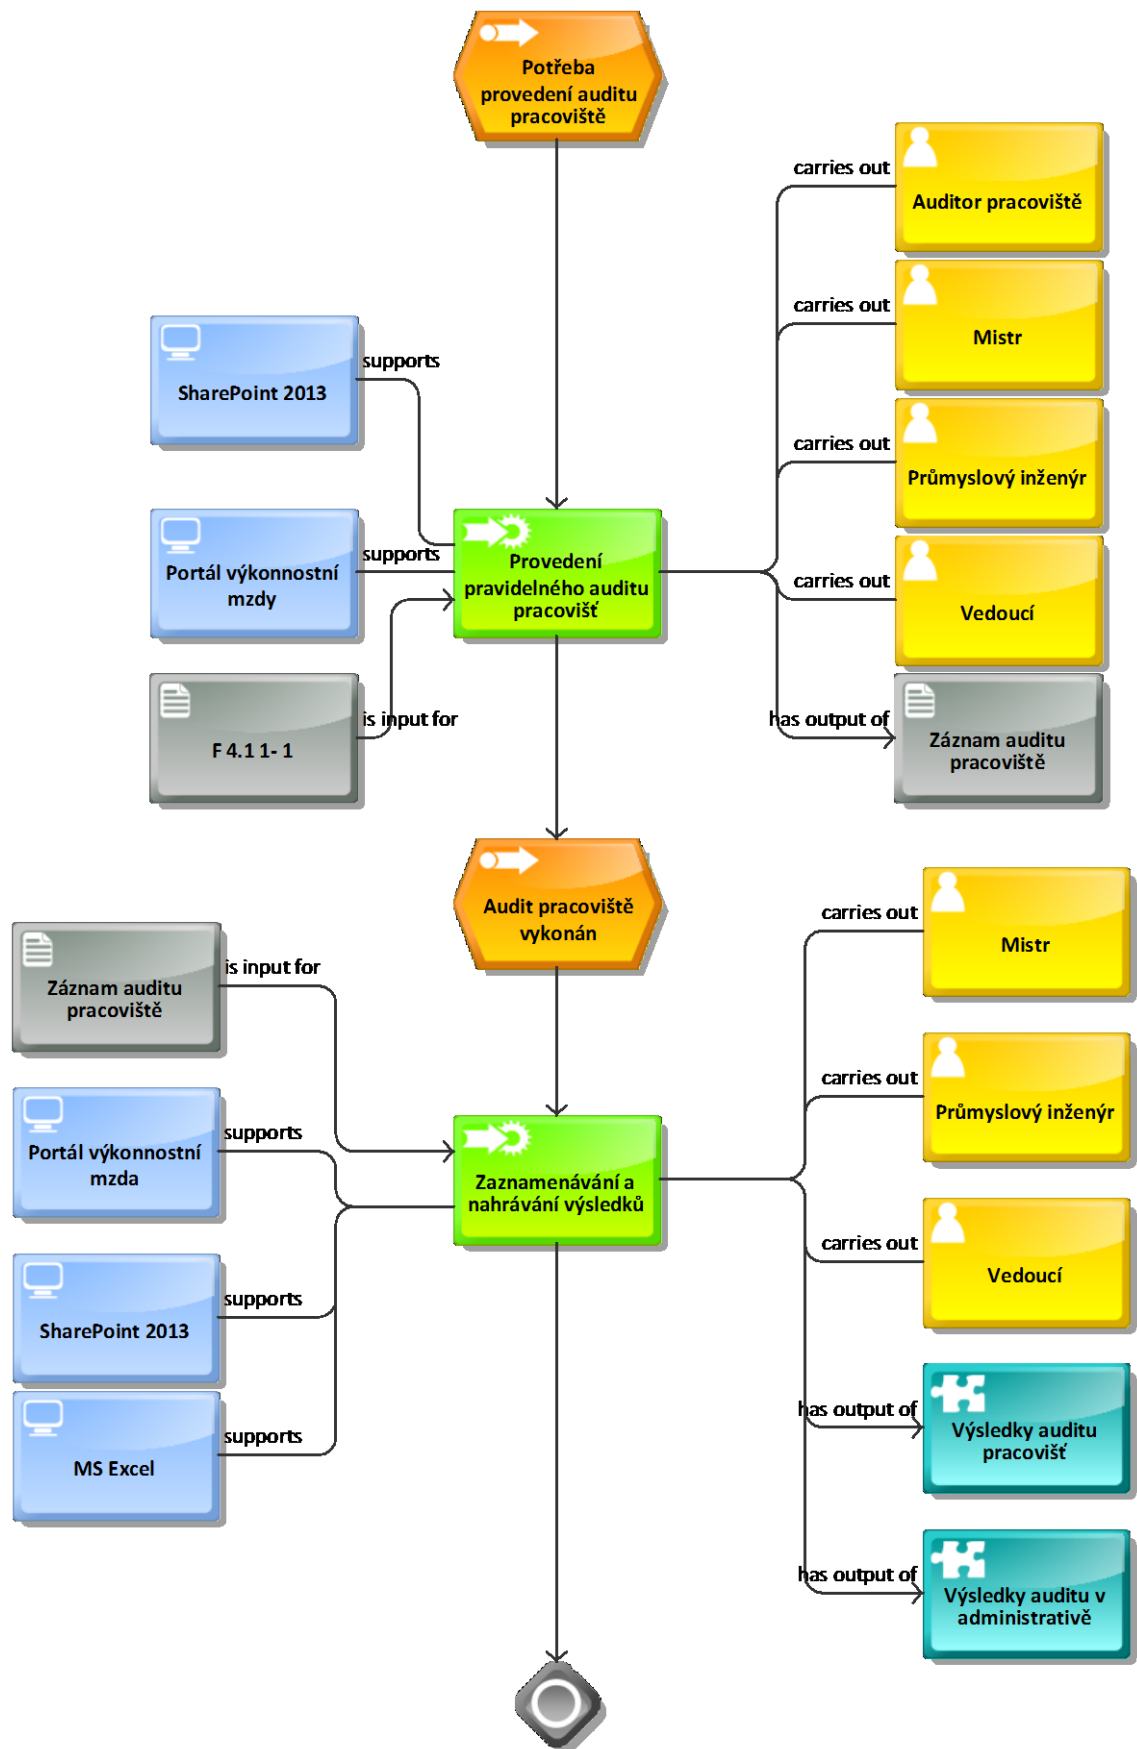 Potřeba
provedení auditu
pracoviště
carries out
Auditor pracoviště
carries out
Mistr
supports
SharePoint 2013
carries out
Průmyslový inženýr
supports
Portál výkonnostní
mzdy
Provedení
pravidelného auditu
pracovišť
carries out
Vedoucí
is input for
F 4.1 1- 1
has output of
Záznam auditu
pracoviště
Audit pracoviště
vykonán
carries out
Mistr
is input for
Záznam auditu
pracoviště
carries out
Průmyslový inženýr
supports
Portál výkonnostní
mzda
Zaznamenávání a
nahrávání výsledků
carries out
Vedoucí
supports
SharePoint 2013
has output of
Výsledky auditu
pracovišť
supports
MS Excel
has output of
Výsledky auditu v
administrativě